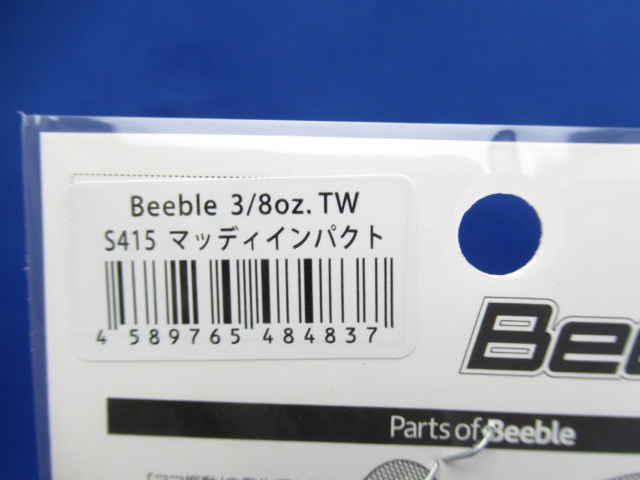 Beeble 3/8oz. TW
S415 マッディインパクト
4 589765 484837
Bee
Parts of Beeble